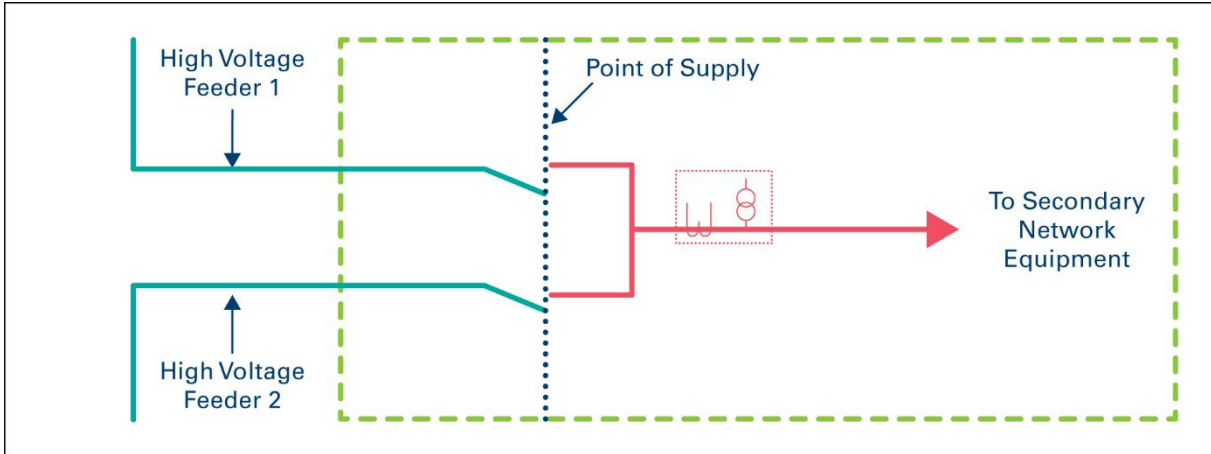 High Voltage
Feeder 1
Point of Supply
To Secondary
Network
Equipment
High Voltage
Feeder 2